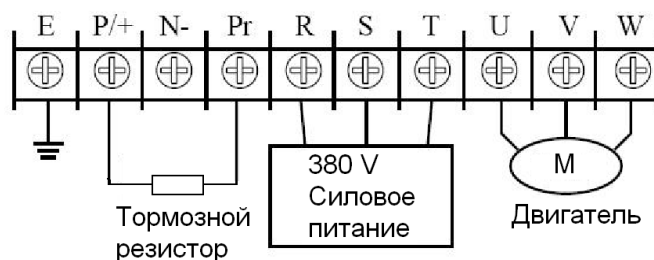 E P/+ N- Pr R S T U V W
380 V
Силовое
питание
M
Тормозной
резистор
Двигатель